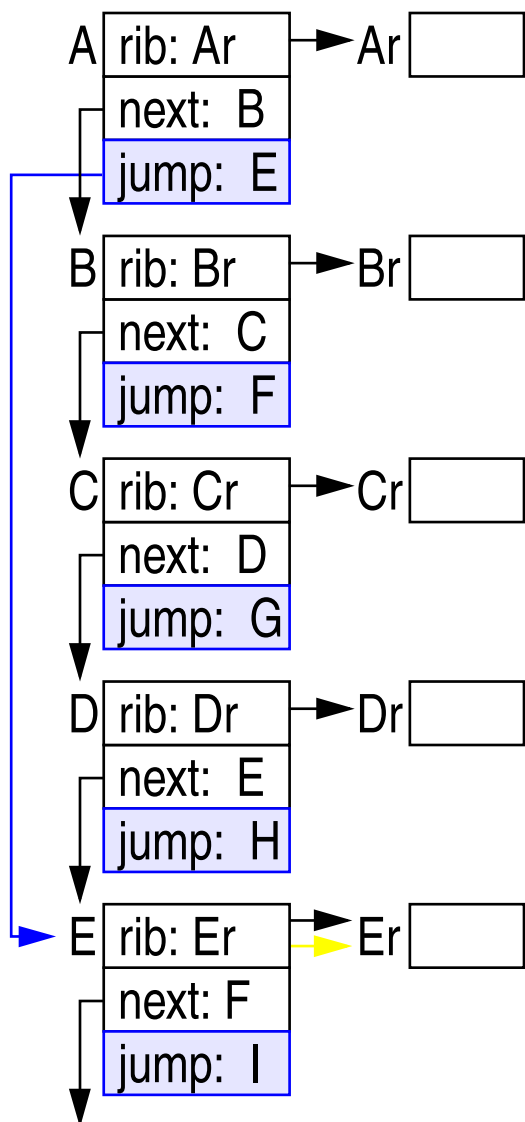 A rib: Ar Ar
next: B
jump: E
B rib: Br Br
next: C
jump: F
C rib: Cr Cr
next: D
jump: G
D rib: Dr Dr
next: E
jump: H
E rib: Er Er
next: F
jump: I